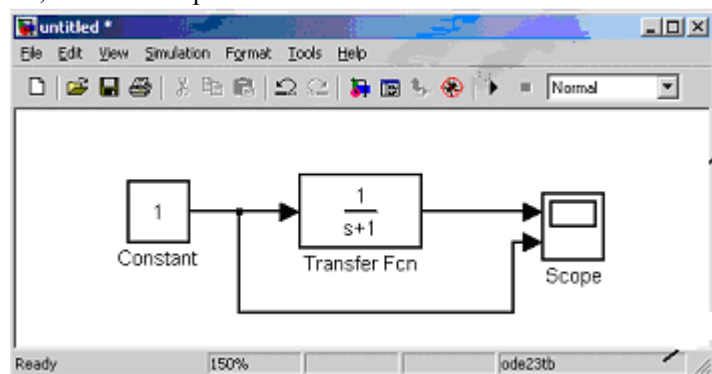 untitled *
File Edit View Simulation Format Tools Help
Normal
1
Constant
1
s+1
Transfer Fcn
Scope
Ready 150% ode23tb